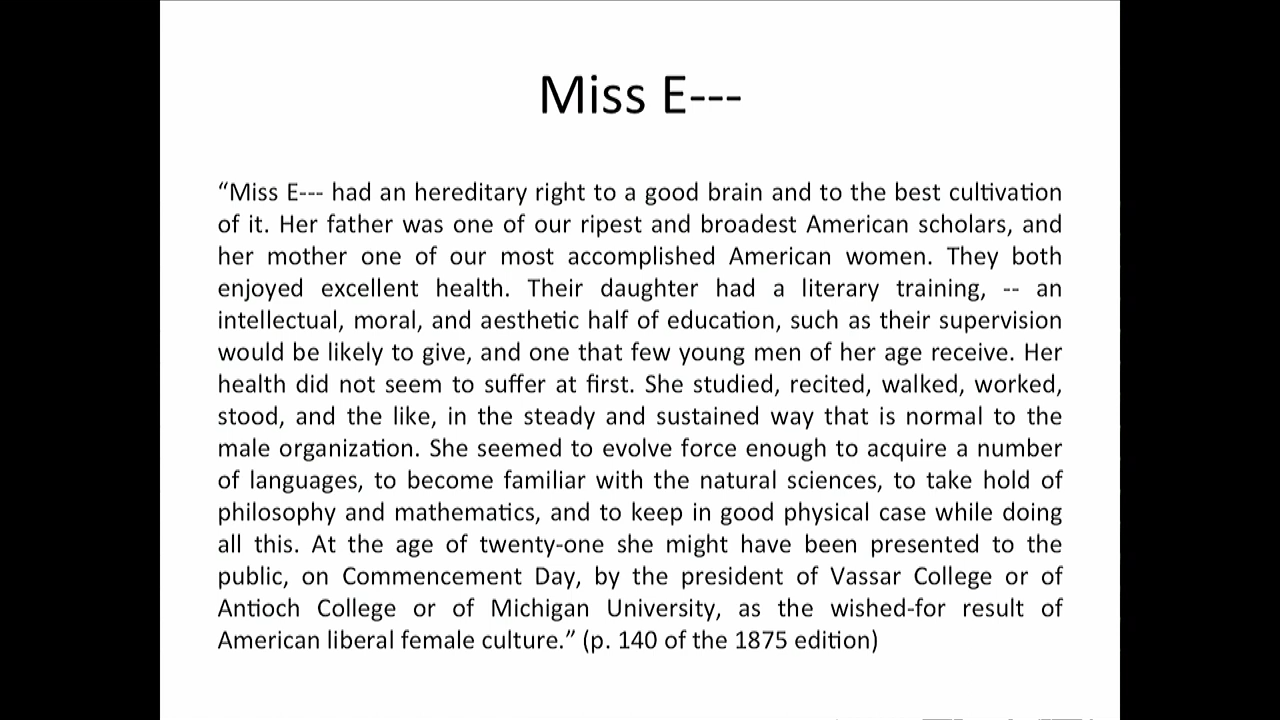 Miss E---
“Miss E--- had an hereditary right to a good brain and to the best cultivation
of it. Her father was one of our ripest and broadest American scholars, and
her mother one of our most accomplished American women. They both
enjoyed excellent health. Their daughter had a literary training, -- an
intellectual, moral, and aesthetic half of education, such as their supervision
would be likely to give, and one that few young men of her age receive. Her
health did not seem to suffer at first. She studied, recited, walked, worked,
stood, and the like, in the steady and sustained way that is normal to the
male organization. She seemed to evolve force enough to acquire a number
of languages, to become familiar with the natural sciences, to take hold of
philosophy and mathematics, and to keep in good physical case while doing
all this. At the age of twenty-one she might have been presented to the
public, on Commencement Day, by the president of Vassar College or of
Antioch College or of Michigan University, as the wished-for result of
American liberal female culture.” (p. 140 of the 1875 edition)